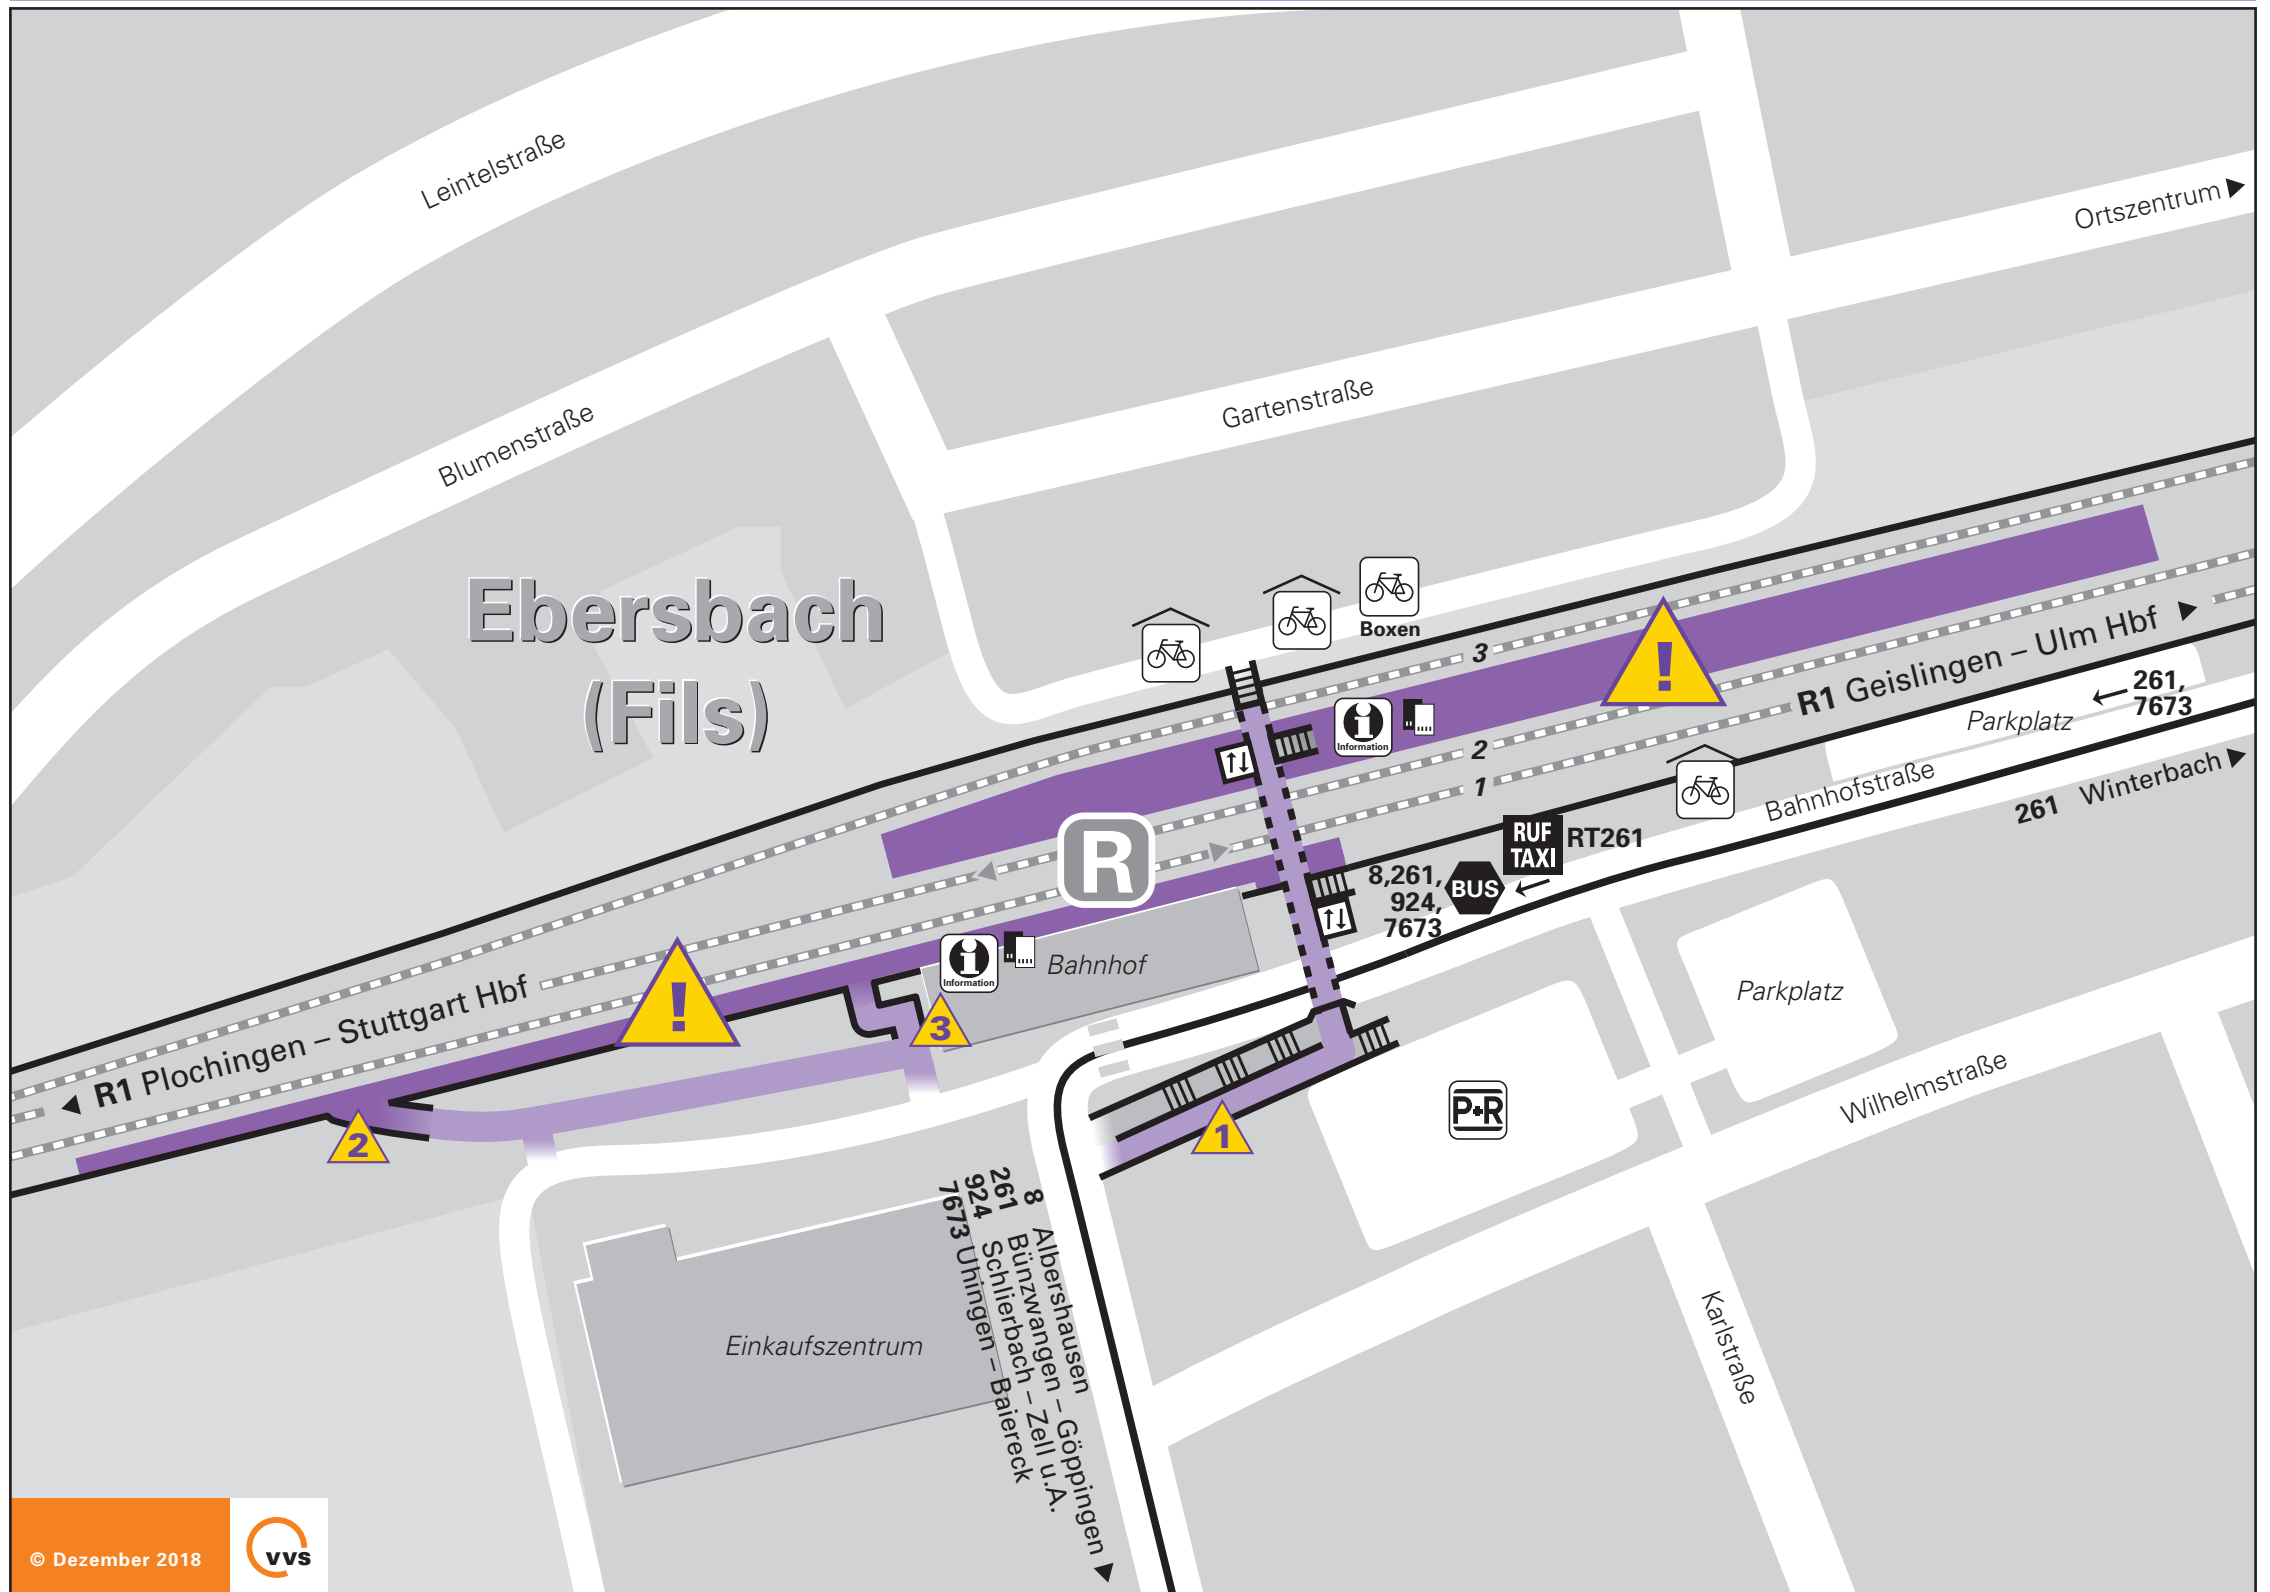 Leintelstraße
Ortszentrum
Gartenstraße
Blumenstraße
Ebersbach
(Fils)
Boxen
3
R1 Geislingen – Ulm Hbf
261,
7673
Parkplatz
Information
2
1
Bahnhofstraße
261 Winterbach
RUF
TAXI
RT261
R
8,261,
924,
7673
BUS
Information
Bahnhof
!
!
R1 Plochingen – Stuttgart Hbf
3
Parkplatz
P+R
Wilhelmstraße
2
1
8 Albershausen
261 Bünzwangen – Göppingen
924 Schlierbach – Zell u.A.
7673 Uhingen – Baiereck
Einkaufszentrum
Karlstraße
© Dezember 2018
vvs